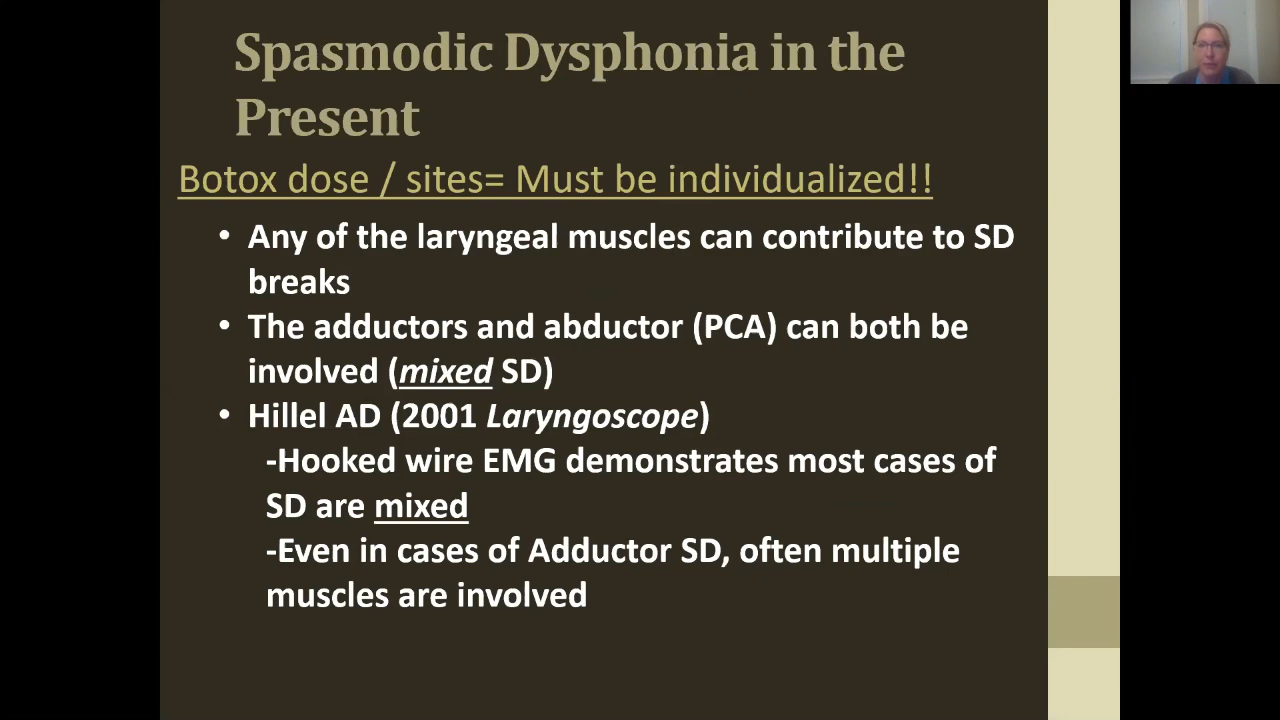 Spasmodic Dysphonia in the
Present
Botox dose / sites= Must be individualized!!
• Any of the laryngeal muscles can contribute to SD
breaks
• The adductors and abductor (PCA) can both be
involved (mixed SD)
• Hillel AD (2001 Laryngoscope)
-Hooked wire EMG demonstrates most cases of
SD are mixed
-Even in cases of Adductor SD, often multiple
muscles are involved